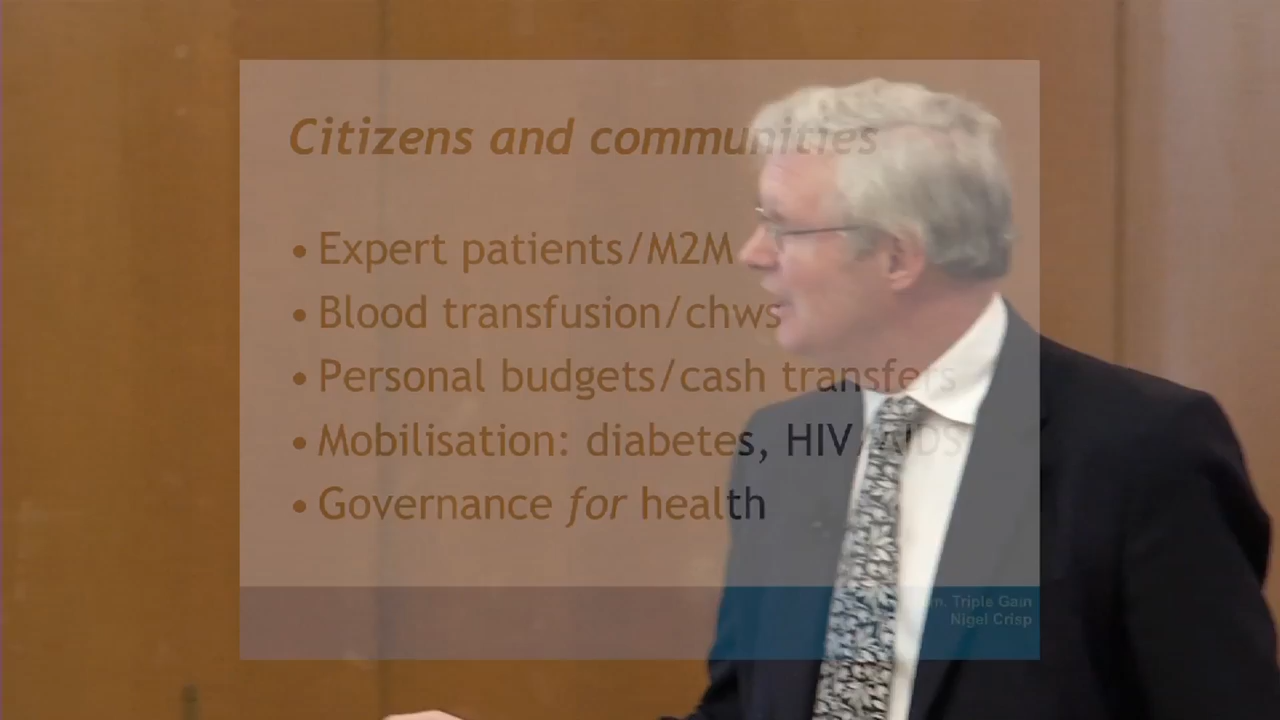 Citizens and communities
• Expert patients/M2M
• Blood transfusion/chws
• Personal budgets/cash transfers
• Mobilisation: diabetes, HIV/AIDS
• Governance for health
Triple Gain
Nigel Crisp